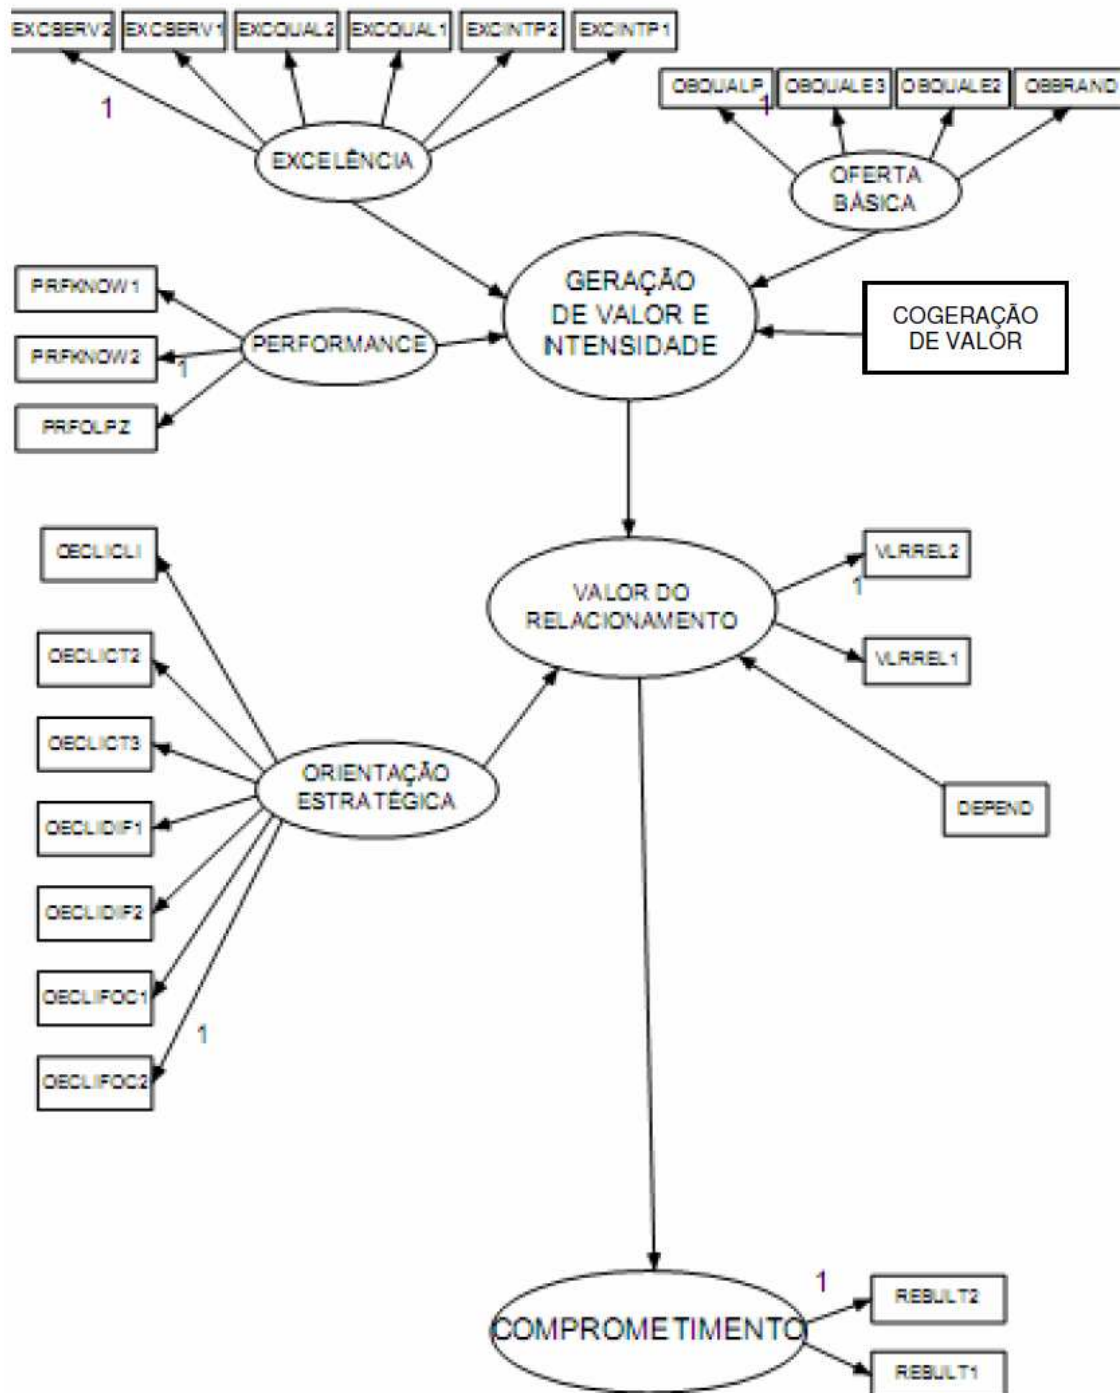 EXCSERV2 EXCSERV1 EXCQUAL2 EXCQUAL1 EXCINTP2 EXCINTP1
1
OBQUALP OBQUALE3 OBQUALE2 OBBRAND
1
EXCELÊNCIA
OFERTA
BÁSICA
GERAÇÃO
DE VALOR E
INTENSIDADE
COGERAÇÃO
DE VALOR
PRFKNOW1
PRFKNOW2
1
PRFQLPZ
PERFORMANCE
OECLICLI
OECLICT2
OECLICT3
OECLIDIF1
OECLIDIF2
OECLIFOC1
OECLIFOC2
1
ORIENTAÇÃO
ESTRATÉGICA
VALOR DO
RELACIONAMENTO
VLRREL2
1
VLRREL1
DEPEND
COMPROMETIMENTO
1
RESULT2
RESULT1